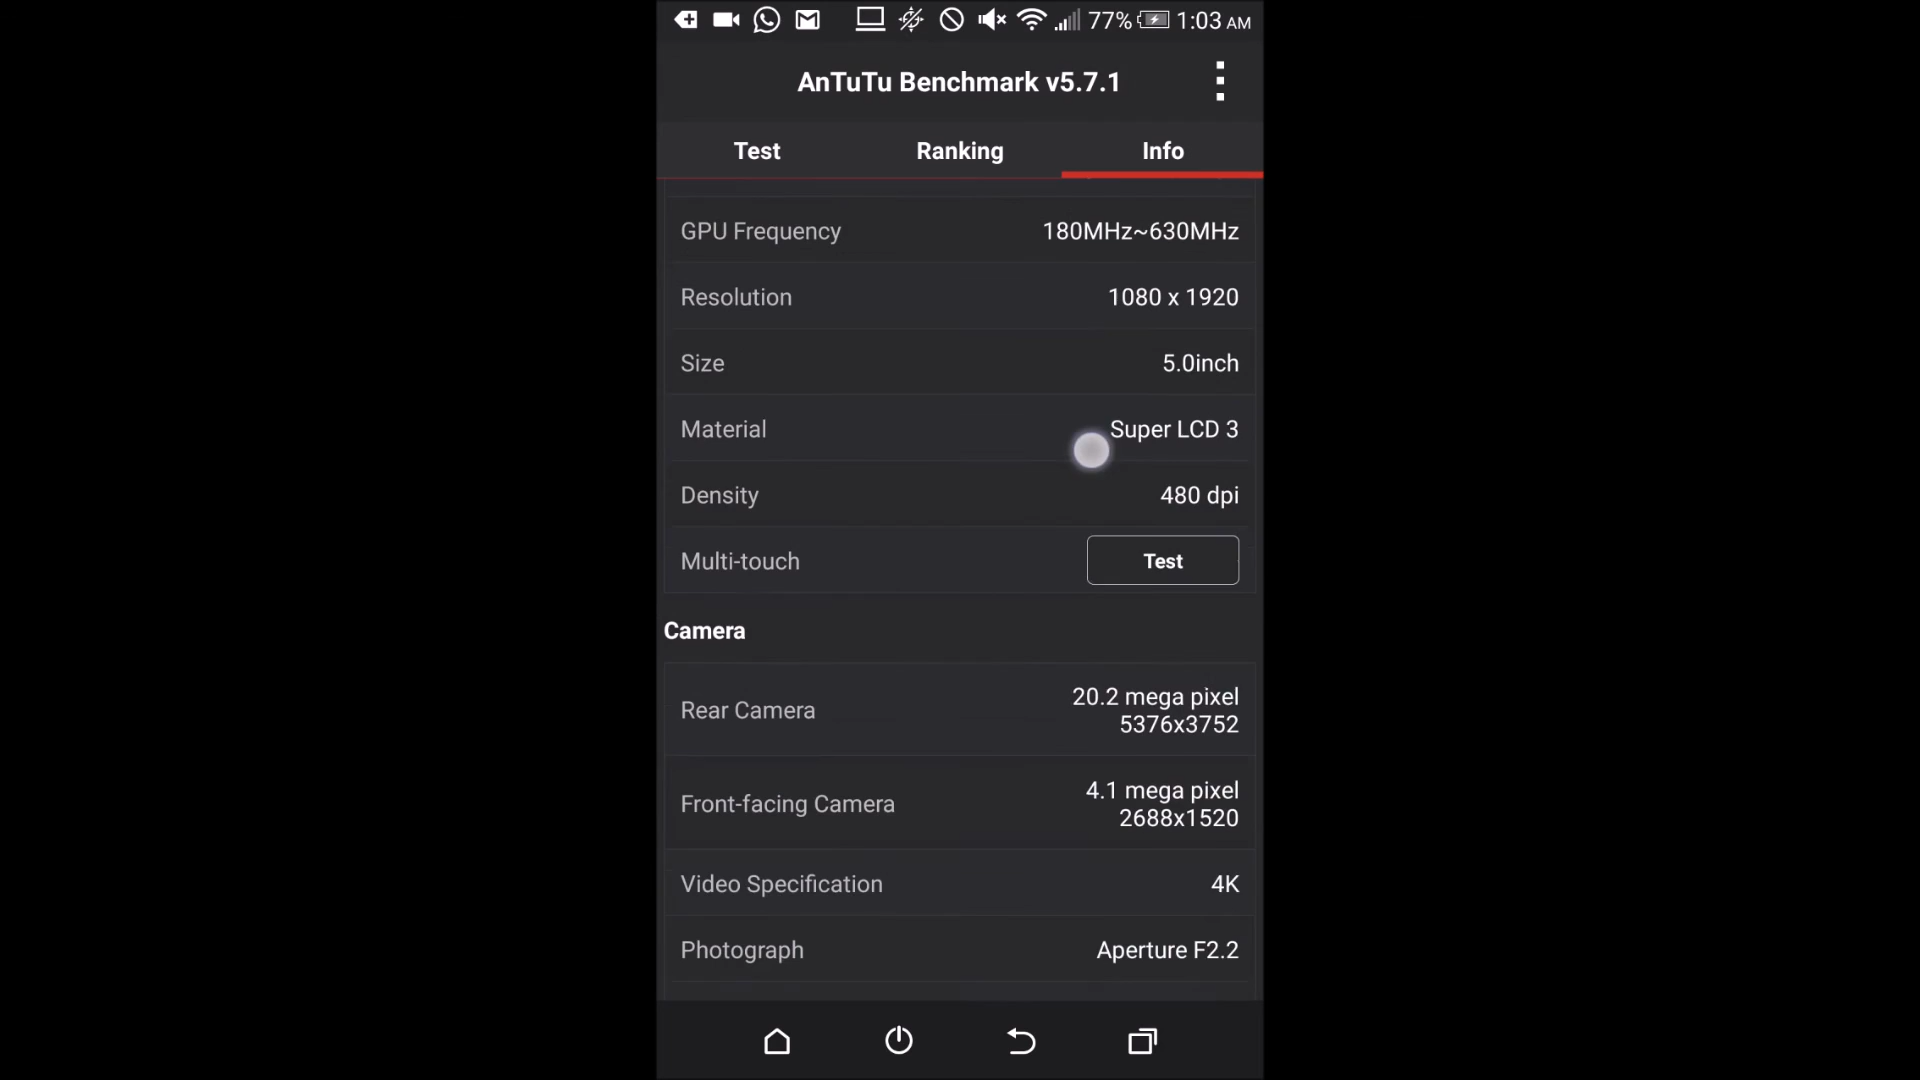 77% 1:03 AM
AnTuTu Benchmark v5.7.1
Test Ranking Info
GPU Frequency 180MHz~630MHz
Resolution 1080 x 1920
Size 5.0inch
Material Super LCD 3
Density 480 dpi
Multi-touch Test
Camera
Rear Camera 20.2 mega pixel
5376x3752
Front-facing Camera 4.1 mega pixel
2688x1520
Video Specification 4K
Photograph Aperture F2.2